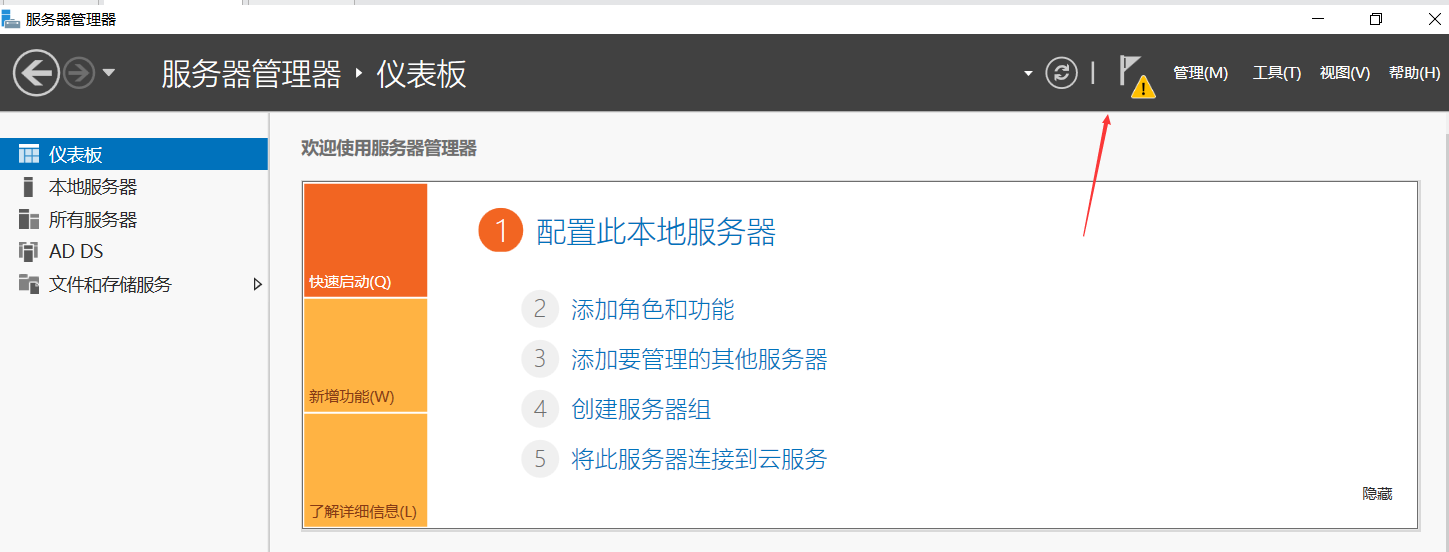 服务器管理器
服务器管理器 ‣ 仪表板
管理(M) 工具(T) 视图(V) 帮助(H)
仪表板
本地服务器
所有服务器
AD DS
文件和存储服务
欢迎使用服务器管理器
快速启动(Q)
新增功能(W)
了解详细信息(L)
1 配置此本地服务器
2 添加角色和功能
3 添加要管理的其他服务器
4 创建服务器组
5 将此服务器连接到云服务
隐藏